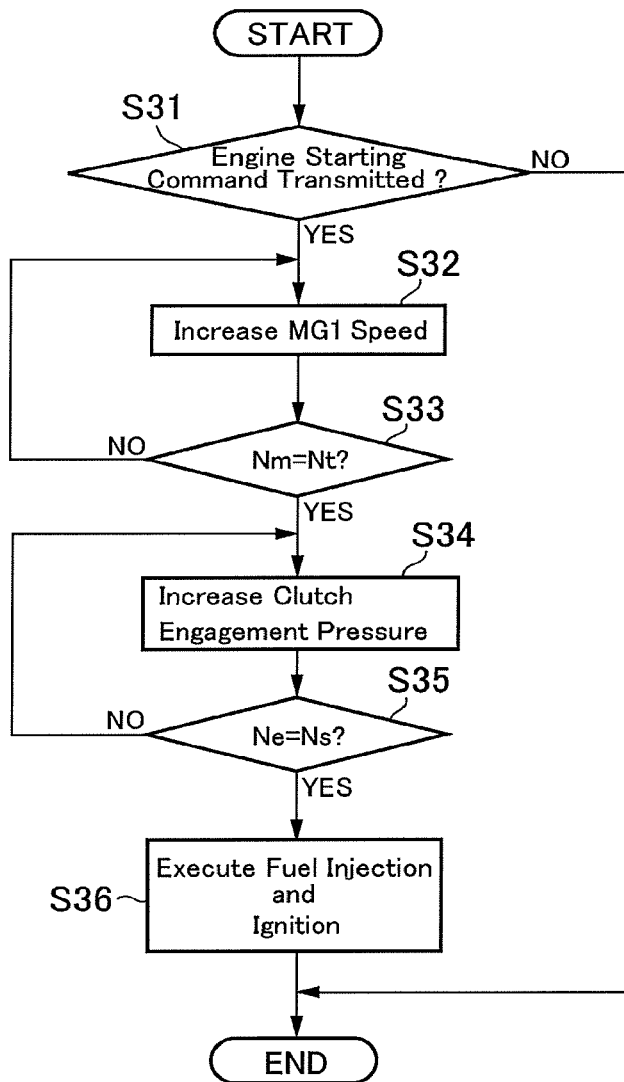 START
S31
Engine Starting
Command Transmitted ?
NO
YES
S32
Increase MG1 Speed
S33
NO
Nm=Nt?
YES
S34
Increase Clutch
Engagement Pressure
S35
NO
Ne=Ns?
YES
S36
Execute Fuel Injection
and
Ignition
END